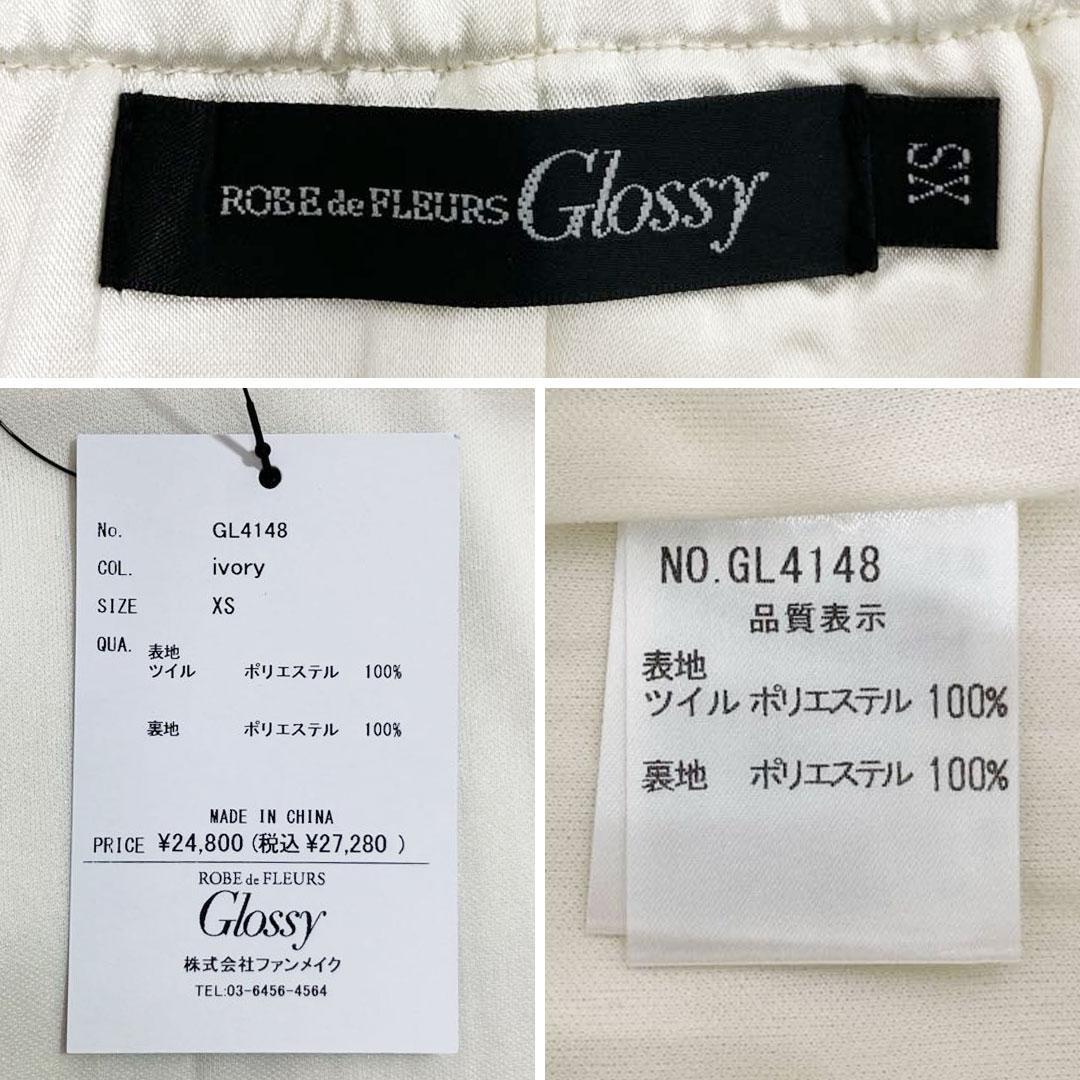 ROBE de FLEURS Glossy
XS
No. GL4148
COL. ivory
SIZE XS
QUA. 表地
ツイル ポリエステル 100%
裏地 ポリエステル 100%
MADE IN CHINA
PRICE ¥24,800 (税込 ¥27,280 )
ROBE de FLEURS
Glossy
株式会社ファンメイク
TEL:03-6456-4564
NO.GL4148
品質表示
表地
ツイル ポリエステル 100%
裏地 ポリエステル 100%